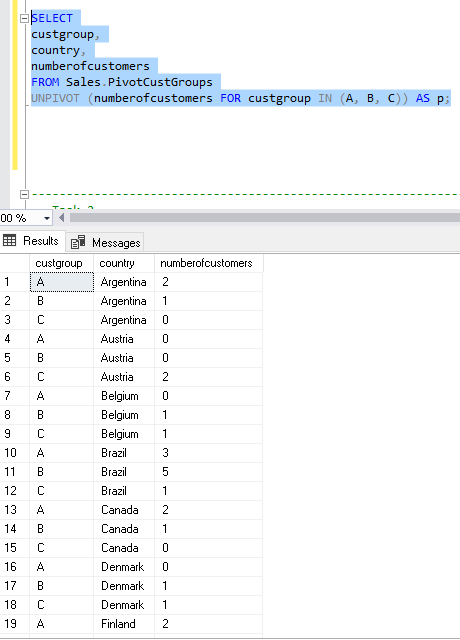 SELECT
custgroup,
country,
numberofcustomers
FROM Sales.PivotCustGroups
UNPIVOT (numberofcustomers FOR custgroup IN (A, B, C)) AS p;
00 %
Results Messages
custgroup country numberofcustomers
1 A Argentina 2
2 B Argentina 1
3 C Argentina 0
4 A Austria 0
5 B Austria 0
6 C Austria 2
7 A Belgium 0
8 B Belgium 1
9 C Belgium 1
10 A Brazil 3
11 B Brazil 5
12 C Brazil 1
13 A Canada 2
14 B Canada 1
15 C Canada 0
16 A Denmark 0
17 B Denmark 1
18 C Denmark 1
19 A Finland 2